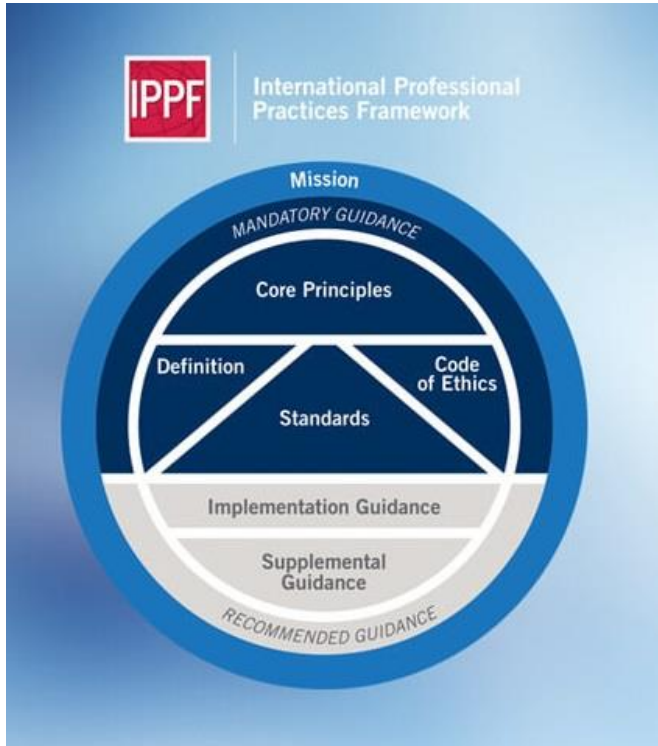 IPPF
International Professional
Practices Framework
Mission
MANDATORY GUIDANCE
Core Principles
Definition
Code
of Ethics
Standards
Implementation Guidance
Supplemental
Guidance
RECOMMENDED GUIDANCE